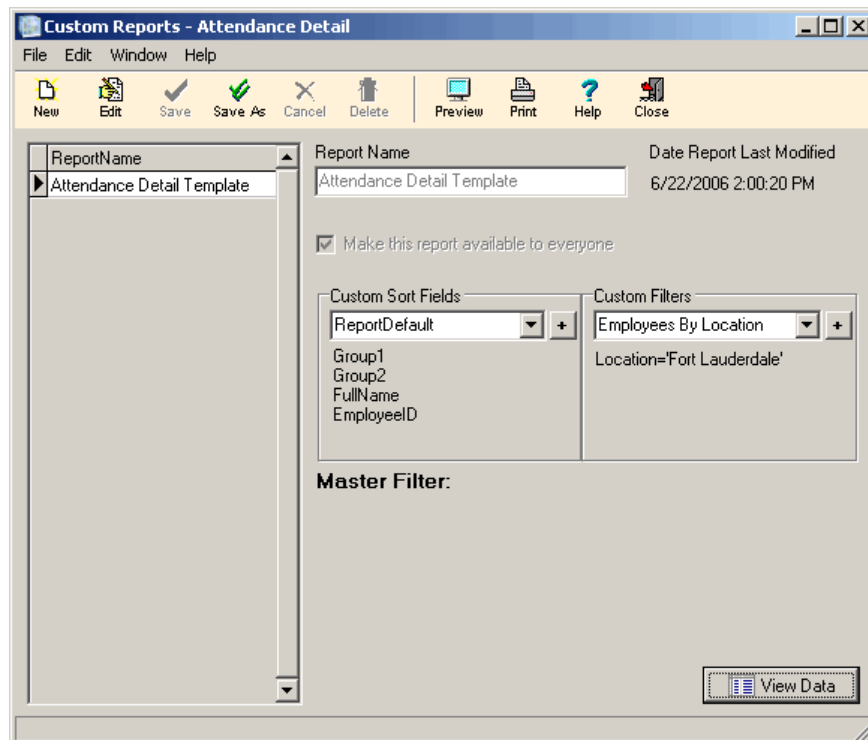 Custom Reports - Attendance Detail
File Edit Window Help
New Edit Save Save As Cancel Delete Preview Print Help Close
ReportName
Attendance Detail Template
Report Name
Date Report Last Modified
Attendance Detail Template
6/22/2006 2:00:20 PM
Make this report available to everyone
Custom Sort Fields
ReportDefault
+
Group1
Group2
FullName
EmployeeID
Custom Filters
Employees By Location
+
Location='Fort Lauderdale'
Master Filter:
View Data